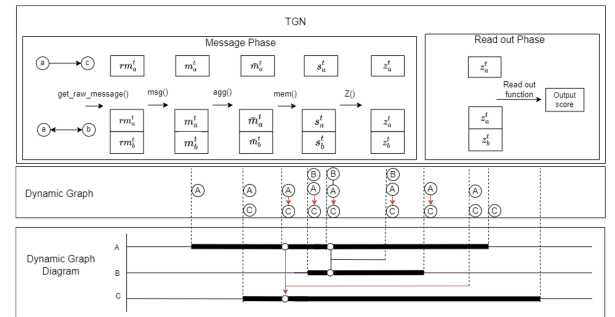 TGN
Message Phase
a c
rm_a^t m_a^t m̄_a^t s_a^t z_a^t
get_raw_message() msg() agg() mem() Z()
a b
rm_a^t m_a^t m̄_a^t s_a^t z_a^t
rm_b^t m_b^t m̄_b^t s_b^t z_b^t
Read out Phase
z_a^t
Read out
function
Output
score
z_a^t
z_b^t
B B B
Dynamic Graph A A A A A A A A
C C C C C C C C
Dynamic Graph
Diagram
A
B
C